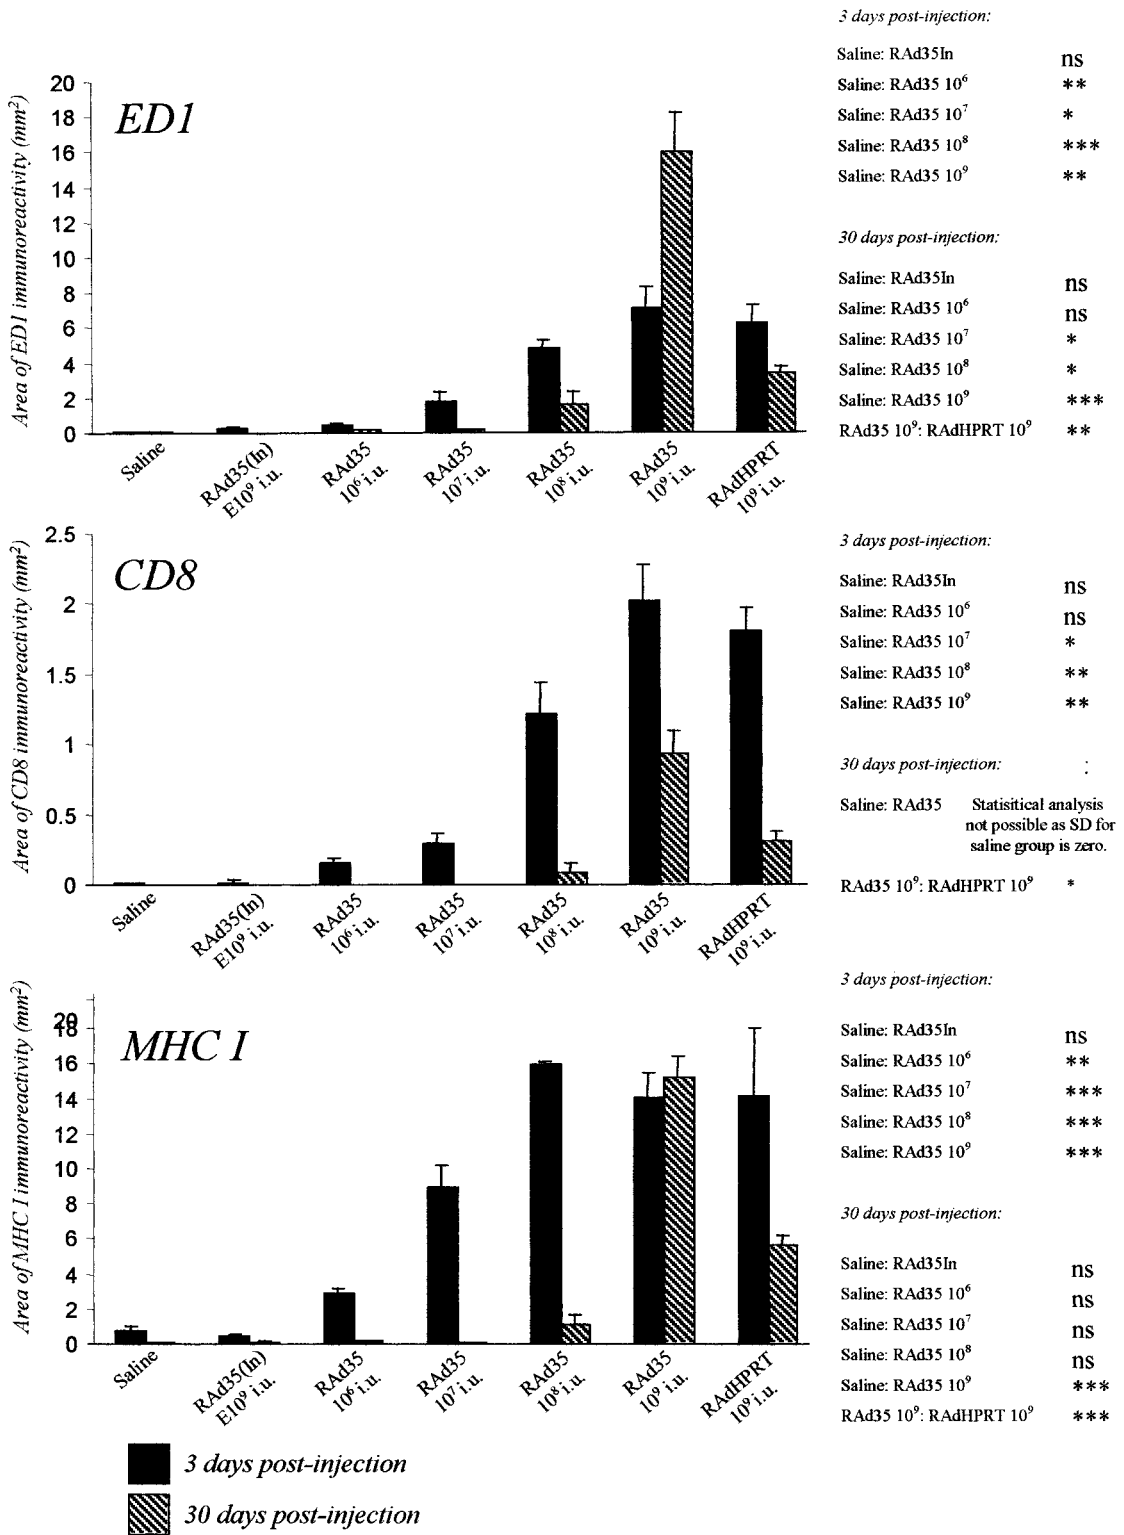 3 days post-injection:
Saline: RAd35In ns
Saline: RAd35 10⁶ **
Saline: RAd35 10⁷ *
Saline: RAd35 10⁸ ***
Saline: RAd35 10⁹ **
30 days post-injection:
Saline: RAd35In ns
Saline: RAd35 10⁶ ns
Saline: RAd35 10⁷ *
Saline: RAd35 10⁸ *
Saline: RAd35 10⁹ ***
RAd35 10⁹: RAdHPRT 10⁹ **
Area of ED1 immunoreactivity (mm²)
ED1
20
18
16
14
12
10
8
6
4
2
0
Saline
RAd35(In)
E10⁹ i.u.
RAd35
10⁶ i.u.
RAd35
10⁷ i.u.
RAd35
10⁸ i.u.
RAd35
10⁹ i.u.
RAdHPRT
10⁹ i.u.
Area of CD8 immunoreactivity (mm²)
CD8
2.5
2
1.5
1
0.5
0
Saline
RAd35(In)
E10⁹ i.u.
RAd35
10⁶ i.u.
RAd35
10⁷ i.u.
RAd35
10⁸ i.u.
RAd35
10⁹ i.u.
RAdHPRT
10⁹ i.u.
3 days post-injection:
Saline: RAd35In ns
Saline: RAd35 10⁶ ns
Saline: RAd35 10⁷ *
Saline: RAd35 10⁸ **
Saline: RAd35 10⁹ **
30 days post-injection: :
Saline: RAd35 Statisitical analysis
not possible as SD for
saline group is zero.
RAd35 10⁹: RAdHPRT 10⁹ *
Area of MHC I immunoreactivity (mm²)
MHC I
20
18
16
14
12
10
8
6
4
2
0
Saline
RAd35(In)
E10⁹ i.u.
RAd35
10⁶ i.u.
RAd35
10⁷ i.u.
RAd35
10⁸ i.u.
RAd35
10⁹ i.u.
RAdHPRT
10⁹ i.u.
3 days post-injection:
Saline: RAd35In ns
Saline: RAd35 10⁶ **
Saline: RAd35 10⁷ ***
Saline: RAd35 10⁸ ***
Saline: RAd35 10⁹ ***
30 days post-injection:
Saline: RAd35In ns
Saline: RAd35 10⁶ ns
Saline: RAd35 10⁷ ns
Saline: RAd35 10⁸ ns
Saline: RAd35 10⁹ ***
RAd35 10⁹: RAdHPRT 10⁹ ***
3 days post-injection
30 days post-injection